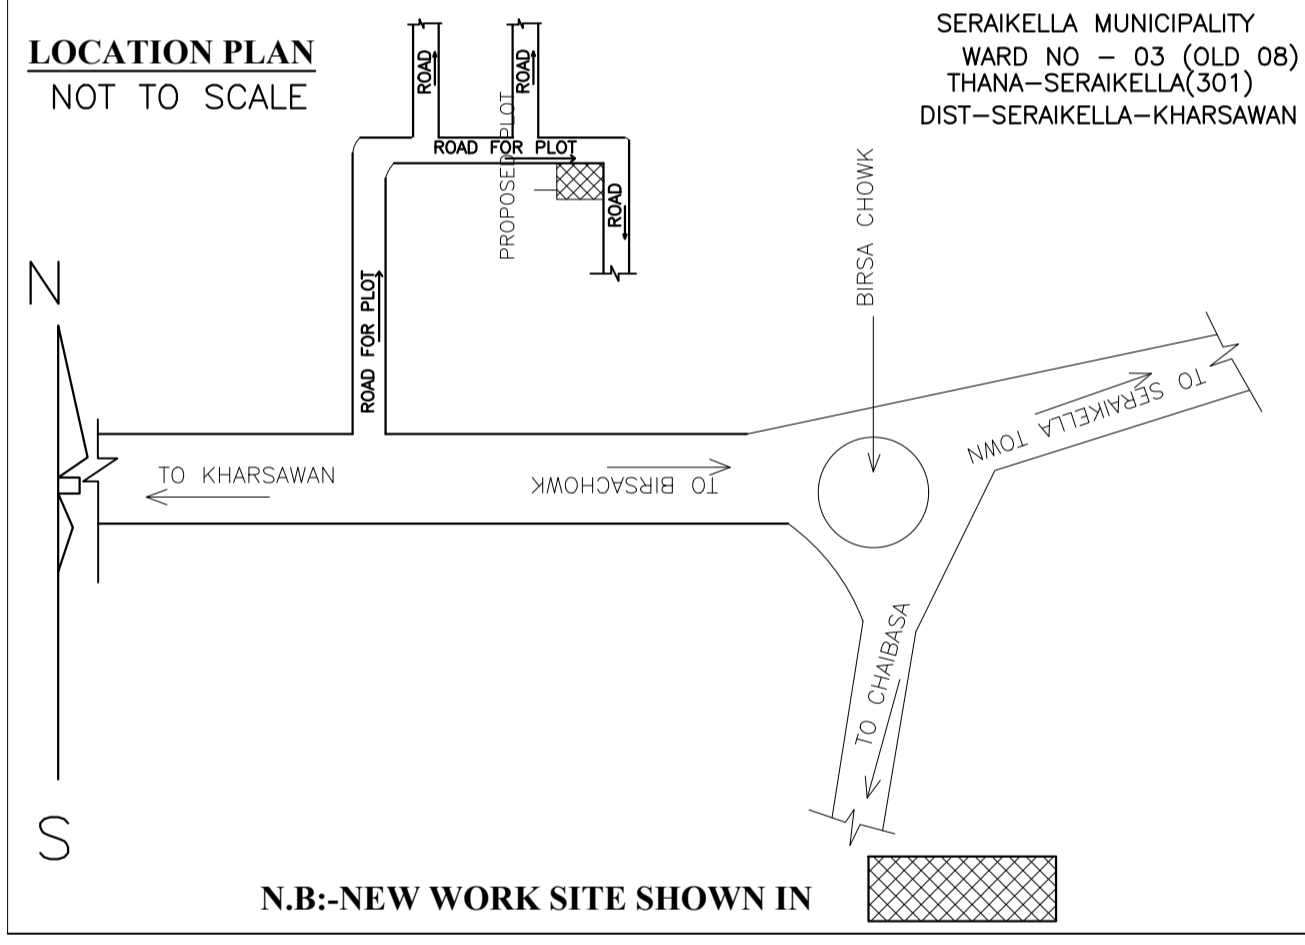 LOCATION PLAN
NOT TO SCALE
SERAIKELLA MUNICIPALITY
WARD NO - 03 (OLD 08)
THANA-SERAIKELLA(301)
DIST-SERAIKELLA-KHARSAWAN
ROAD
ROAD
ROAD FOR PLOT
PROPOSED PLOT
ROAD
ROAD FOR PLOT
BIRSA CHOWK
N
TO KHARSAWAN
TO BIRSACHOWK
TO SERAIKELLA TOWN
TO CHAIBASA
S
N.B:-NEW WORK SITE SHOWN IN